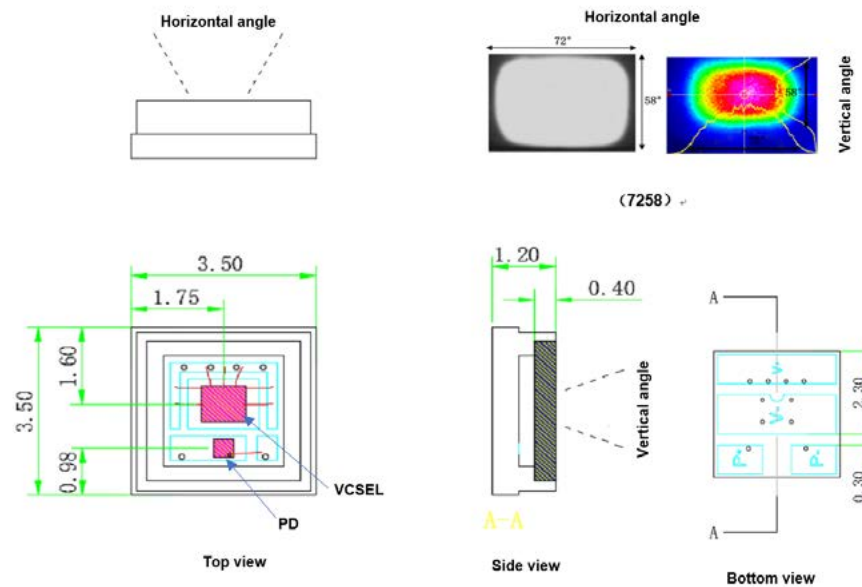 Horizontal angle
Horizontal angle
72°
58°
58°
Vertical angle
（7258）
3.50
1.75
3.50
1.60
0.98
VCSEL
PD
Top view
1.20
0.40
Vertical angle
A-A
Side view
A
V+
V-
P+
P-
2.30
0.30
A
Bottom view